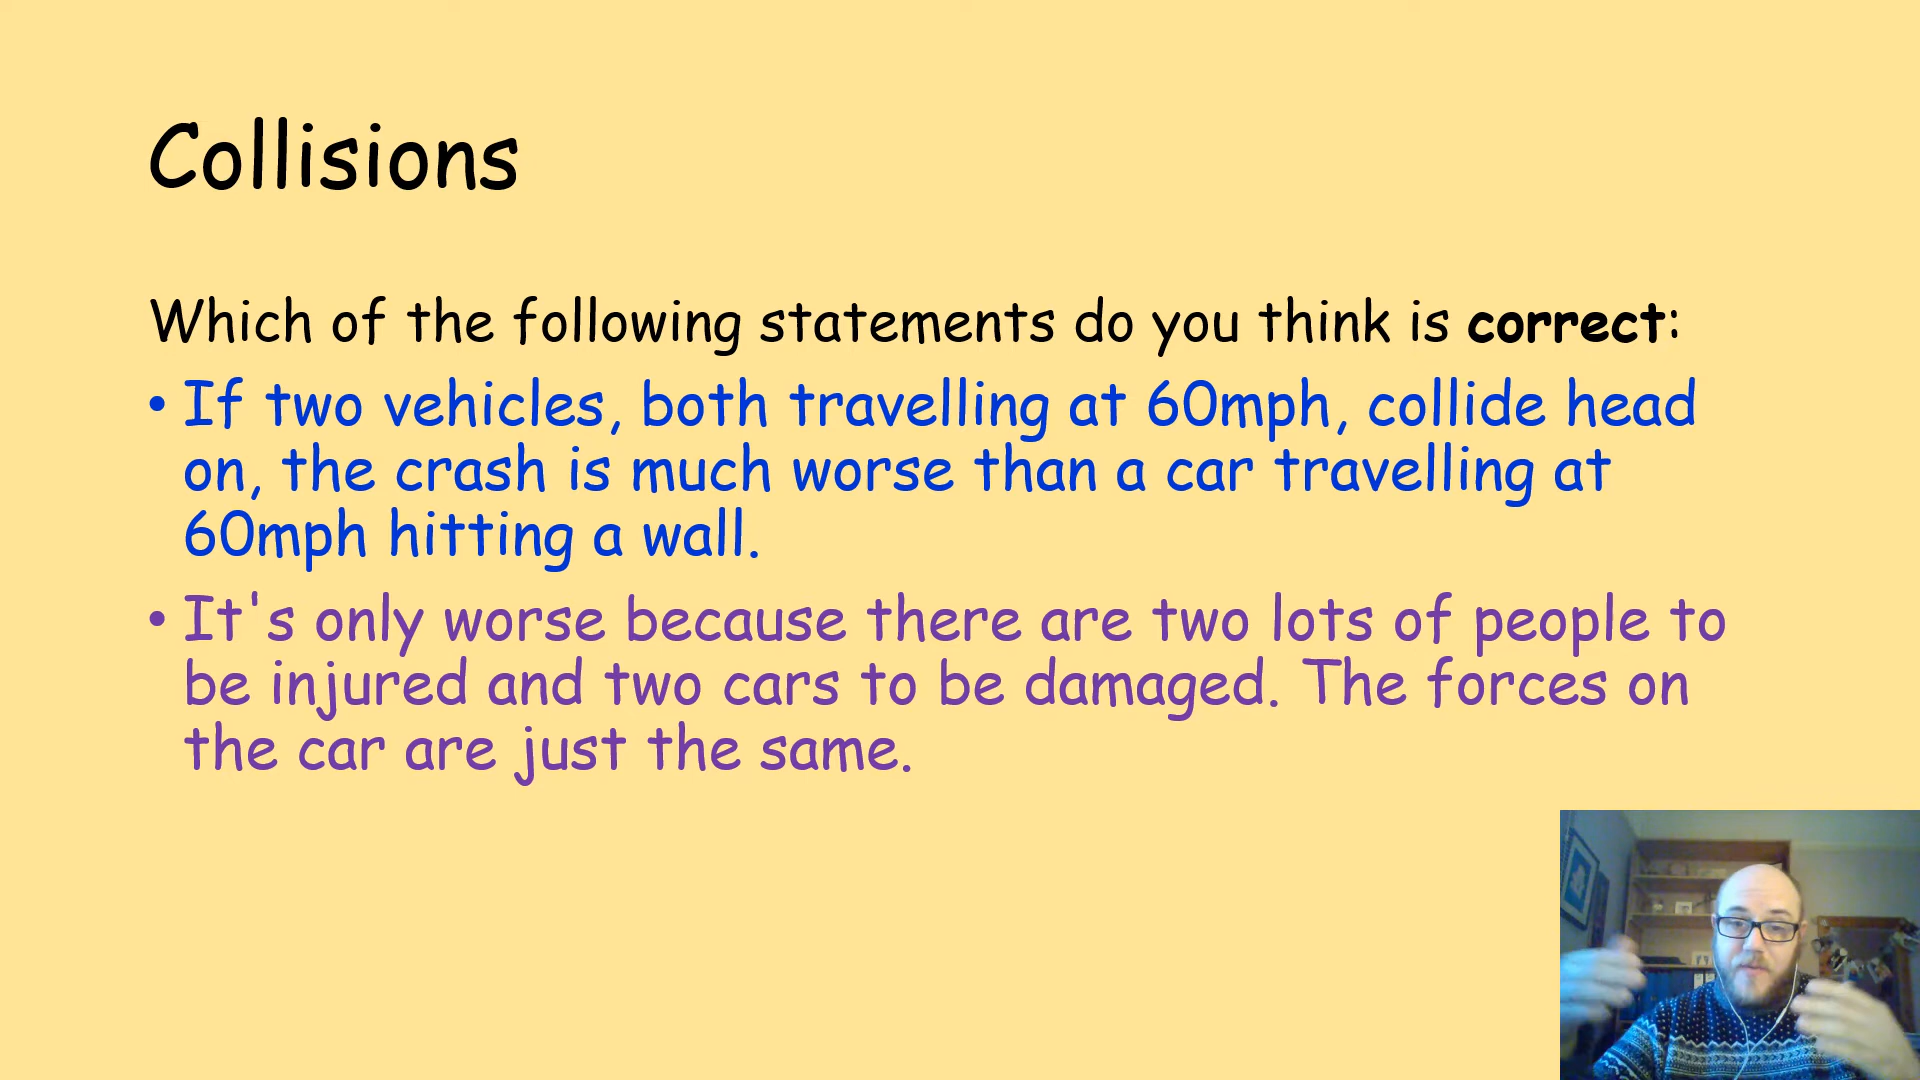 Collisions
Which of the following statements do you think is correct:
• If two vehicles, both travelling at 60mph, collide head
on, the crash is much worse than a car travelling at
60mph hitting a wall.
• It's only worse because there are two lots of people to
be injured and two cars to be damaged. The forces on
the car are just the same.